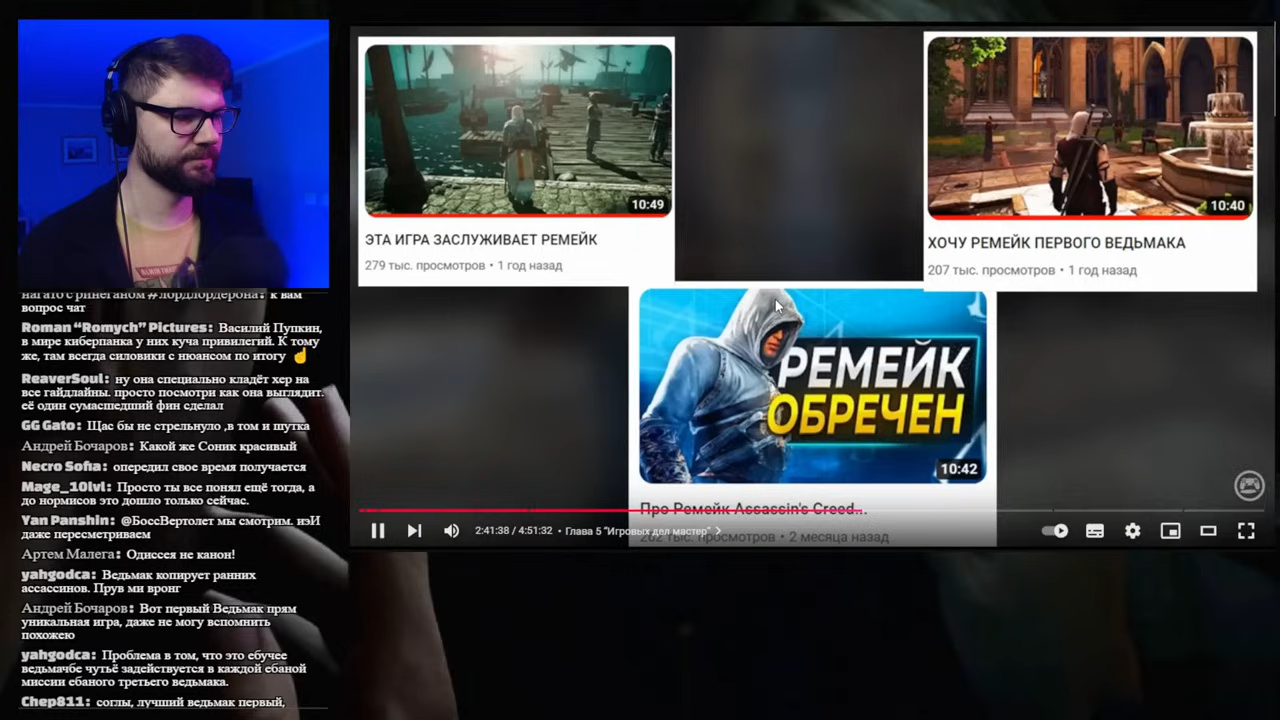 10:49
ЭТА ИГРА ЗАСЛУЖИВАЕТ РЕМЕЙК
279 тыс. просмотров • 1 год назад
10:40
ХОЧУ РЕМЕЙК ПЕРВОГО ВЕДЬМАКА
207 тыс. просмотров • 1 год назад
РЕМЕЙК
ОБРЕЧЕН
10:42
Про Ремейк Assassin's Creed...
262 тыс. просмотров • 2 месяца назад
2:41:38 / 4:51:32 • Глава 5 "Игровых дел мастер"
нагато с ринеганом #лордлордерона: к вам
вопрос чат
Roman “Romych” Pictures: Василий Пупкин,
в мире киберпанка у них куча привилегий. К тому
же, там всегда силовики с нюансом по итогу ☝
ReaverSoul: ну она специально кладёт хер на
все гайдлайны. просто посмотри как она выглядит.
её один сумасшедший фин сделал
GG Gato: Щас бы не стрельнуло ,в том и шутка
Андрей Бочаров: Какой же Соник красивый
Necro Sofia: опередил свое время получается
Mage_10lvl: Просто ты все понял ещё тогда, а
до нормисов это дошло только сейчас.
Yan Panshin: @БоссВертолет мы смотрим. изИ
даже пересметриваем
Артем Малега: Одиссея не канон!
yahgodca: Ведьмак копирует ранних
ассассинов. Прув ми вронг
Андрей Бочаров: Вот первый Ведьмак прям
уникальная игра, даже не могу вспомнить
похожею
yahgodca: Проблема в том, что это ебучее
ведьмачбе чутьё задействуется в каждой ебаной
миссии ебаного третьего ведьмака.
Chep811: соглы, лучший ведьмак первый,